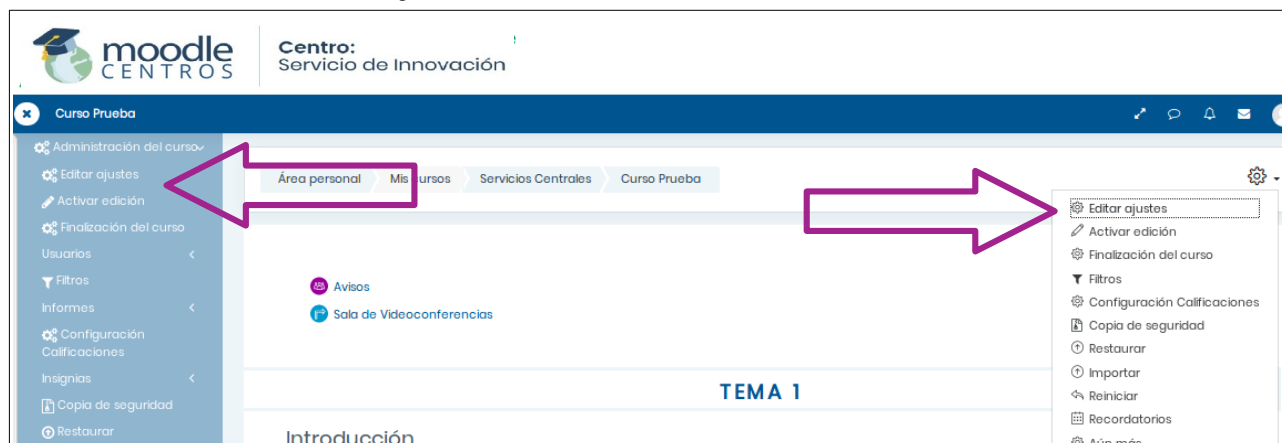 moodle
CENTROS
Centro:
Servicio de Innovación
Curso Prueba
Administración del curso
Editar ajustes
Activar edición
Finalización del curso
Usuarios
Filtros
Informes
Configuración
Calificaciones
Insignias
Copia de seguridad
Restaurar
Área personal
Mis cursos
Servicios Centrales
Curso Prueba
Avisos
Sala de Videoconferencias
TEMA 1
Introducción
Editar ajustes
Activar edición
Finalización del curso
Filtros
Configuración Calificaciones
Copia de seguridad
Restaurar
Importar
Reiniciar
Recordatorios
Aún más